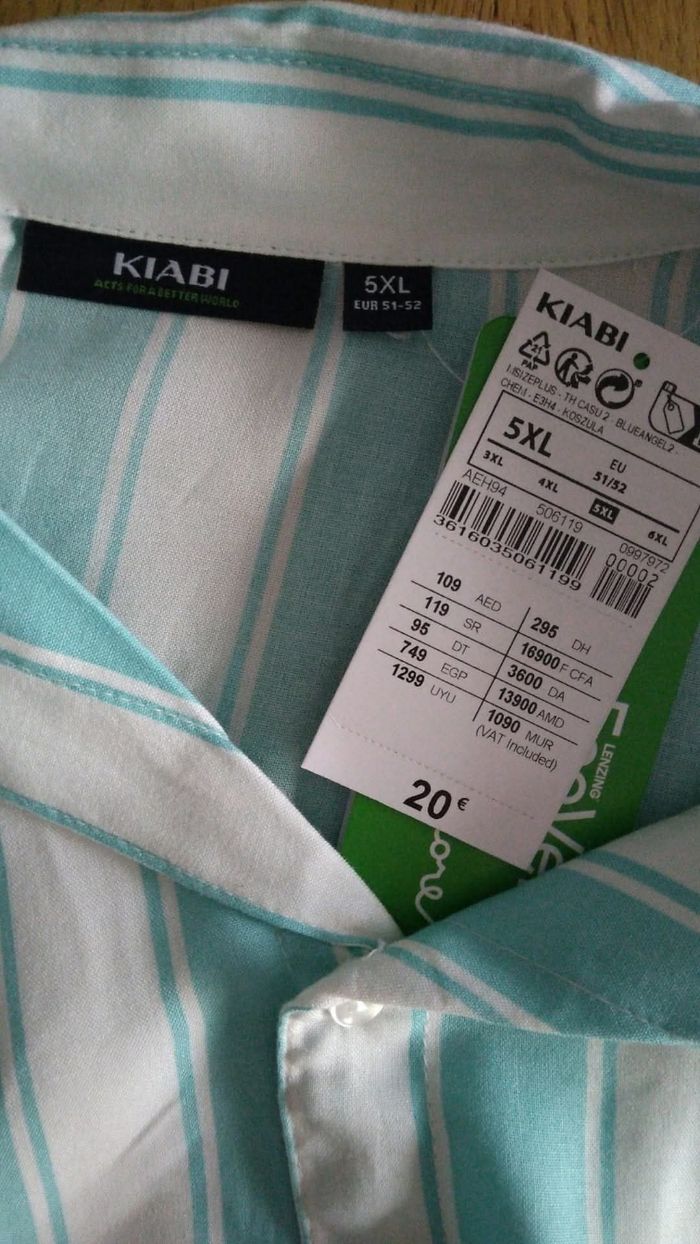 KIABI
ACTS FOR A BETTER WORLD
5XL
EUR 51-52
KIABI
21
PAP
MSIZEPLUS - TH CASU 2 - BLUEANGEL2 -
CHEM - E3H4 - KOSZULA
5XL
EU
51/52
3XL 4XL 5XL 6XL
AEH94 506119 0997972
3616035061199 00002
109 AED 295 DH
119 SR 16900 F CFA
95 DT 3600 DA
749 EGP 13900 AMD
1299 UYU 1090 MUR
(VAT Included)
20 €
LENZING